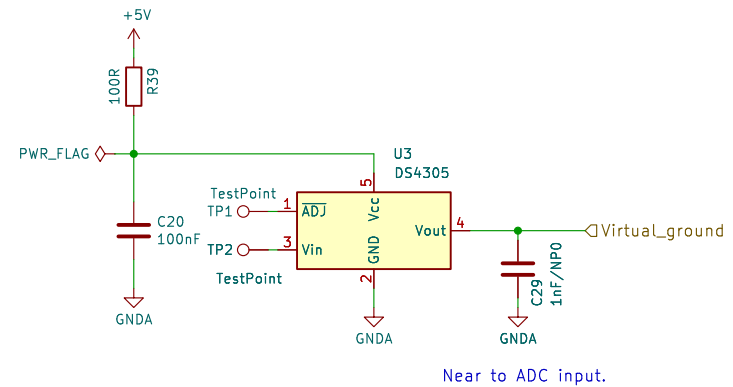 +5V
100R
R39
PWR_FLAG
U3
DS4305
TestPoint
TP1
1
ADJ
5
Vcc
TP2
3
Vin
Vout
4
GND
2
TestPoint
C20
100nF
GNDA
GNDA
Virtual_ground
C29
1nF/NP0
GNDA
Near to ADC input.